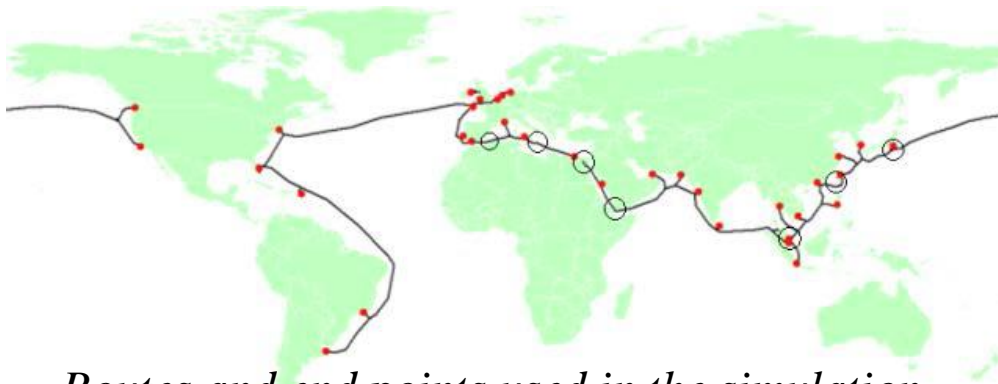 Routes and end points used in the simulation